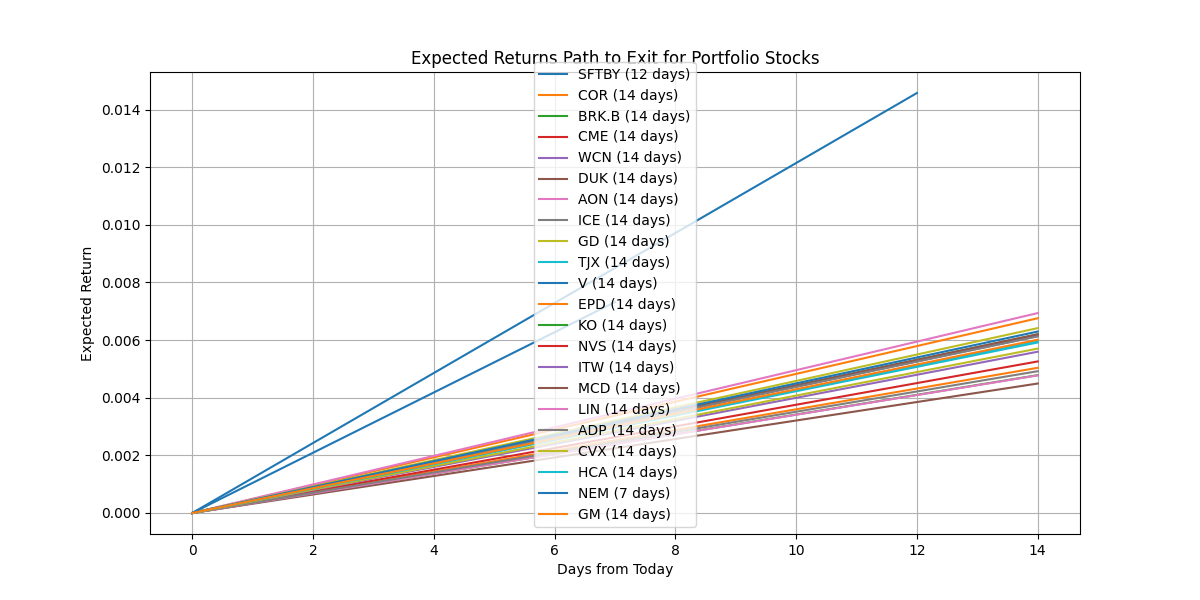 Expected Returns Path to Exit for Portfolio Stocks
SFTBY (12 days)
COR (14 days)
BRK.B (14 days)
CME (14 days)
WCN (14 days)
DUK (14 days)
AON (14 days)
ICE (14 days)
GD (14 days)
TJX (14 days)
V (14 days)
EPD (14 days)
KO (14 days)
NVS (14 days)
ITW (14 days)
MCD (14 days)
LIN (14 days)
ADP (14 days)
CVX (14 days)
HCA (14 days)
NEM (7 days)
GM (14 days)
Expected Return
0.014
0.012
0.010
0.008
0.006
0.004
0.002
0.000
0 2 4 6 8 10 12 14
Days from Today